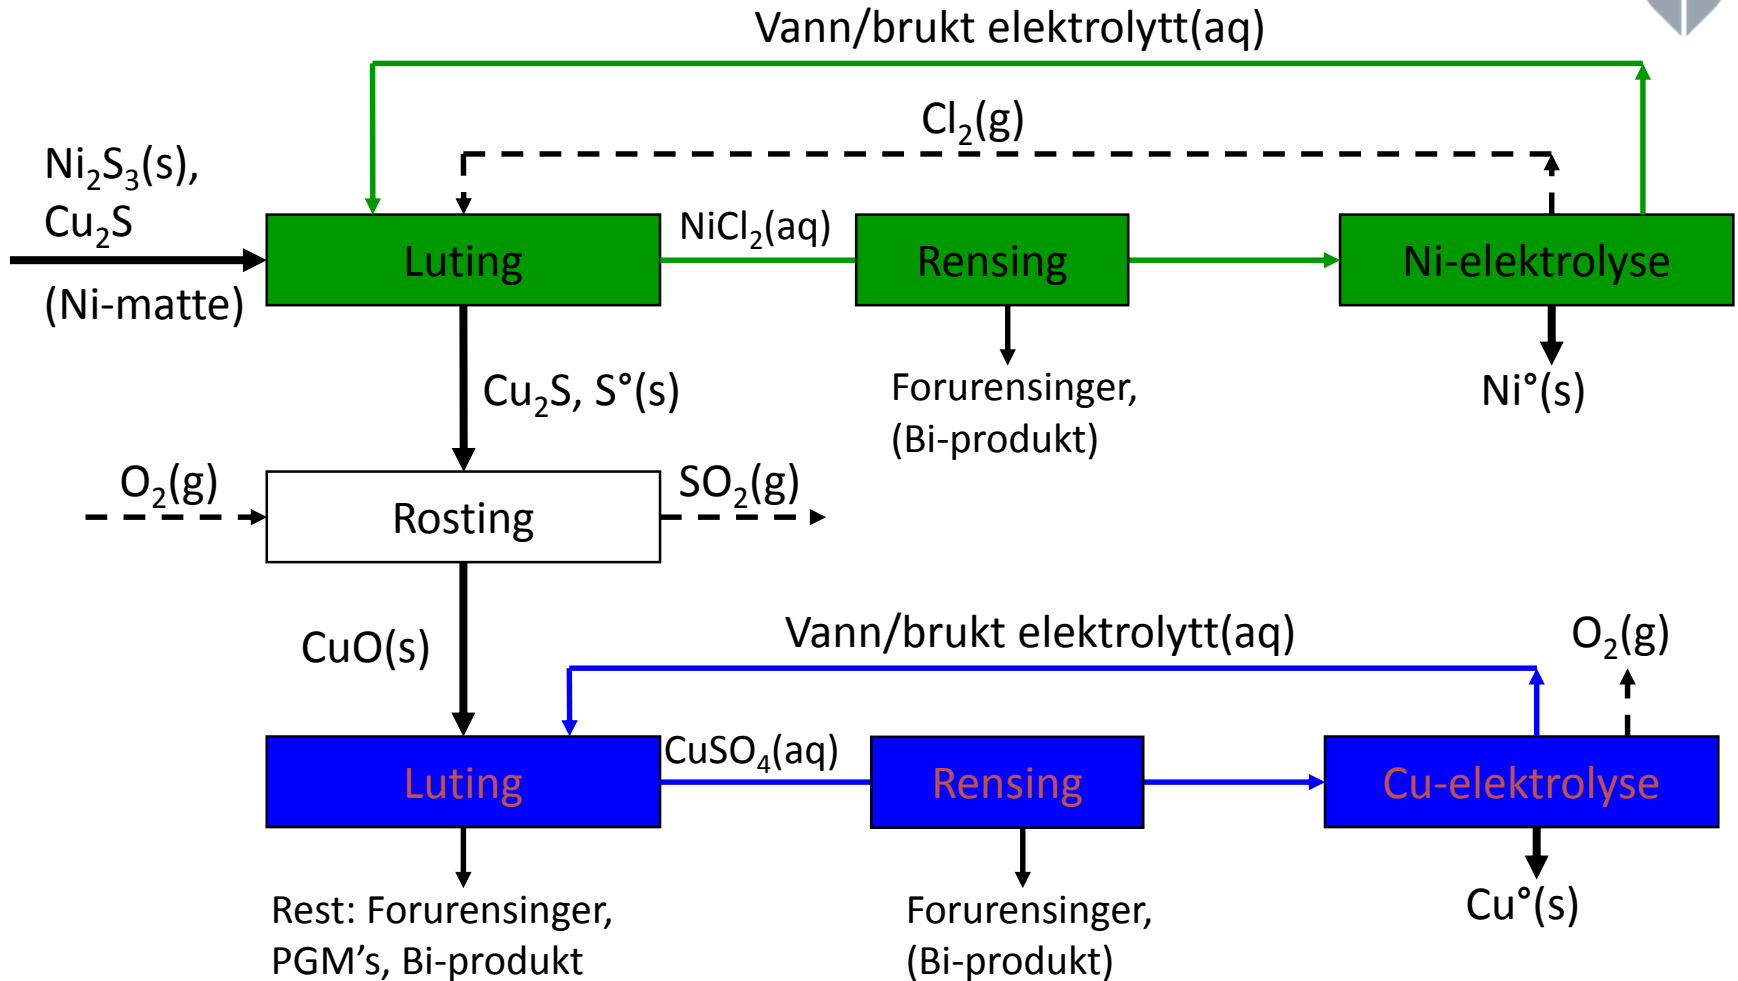 Vann/brukt elektrolytt(aq)
Cl₂(g)
Ni₂S₃(s),
Cu₂S
(Ni-matte)
Luting
NiCl₂(aq)
Rensing
Ni-elektrolyse
Cu₂S, S°(s)
Forurensinger,
(Bi-produkt)
Ni°(s)
O₂(g)
Rosting
SO₂(g)
CuO(s)
Vann/brukt elektrolytt(aq)
O₂(g)
Luting
CuSO₄(aq)
Rensing
Cu-elektrolyse
Rest: Forurensinger,
PGM’s, Bi-produkt
Forurensinger,
(Bi-produkt)
Cu°(s)